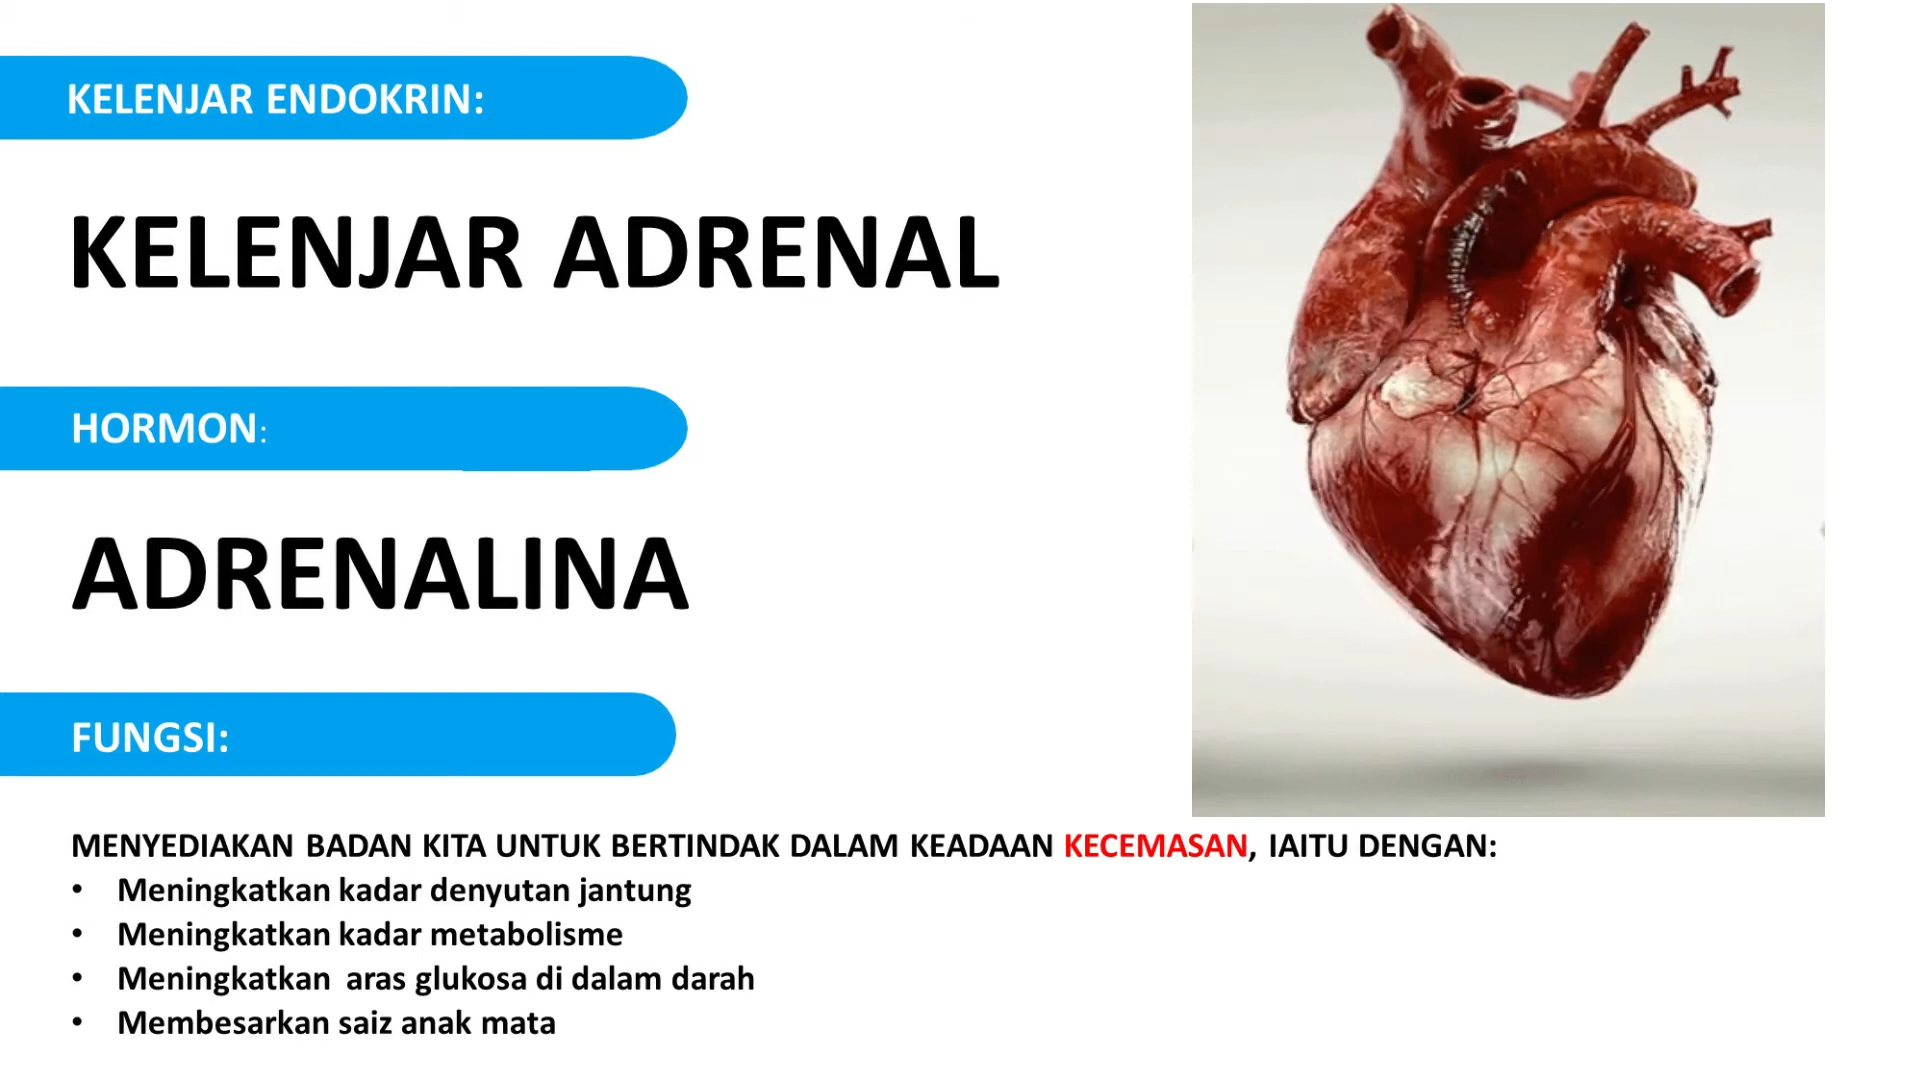 KELENJAR ENDOKRIN:
KELENJAR ADRENAL
HORMON:
ADRENALINA
FUNGSI:
MENYEDIAKAN BADAN KITA UNTUK BERTINDAK DALAM KEADAAN KECEMASAN, IAITU DENGAN:
• Meningkatkan kadar denyutan jantung
• Meningkatkan kadar metabolisme
• Meningkatkan aras glukosa di dalam darah
• Membesarkan saiz anak mata